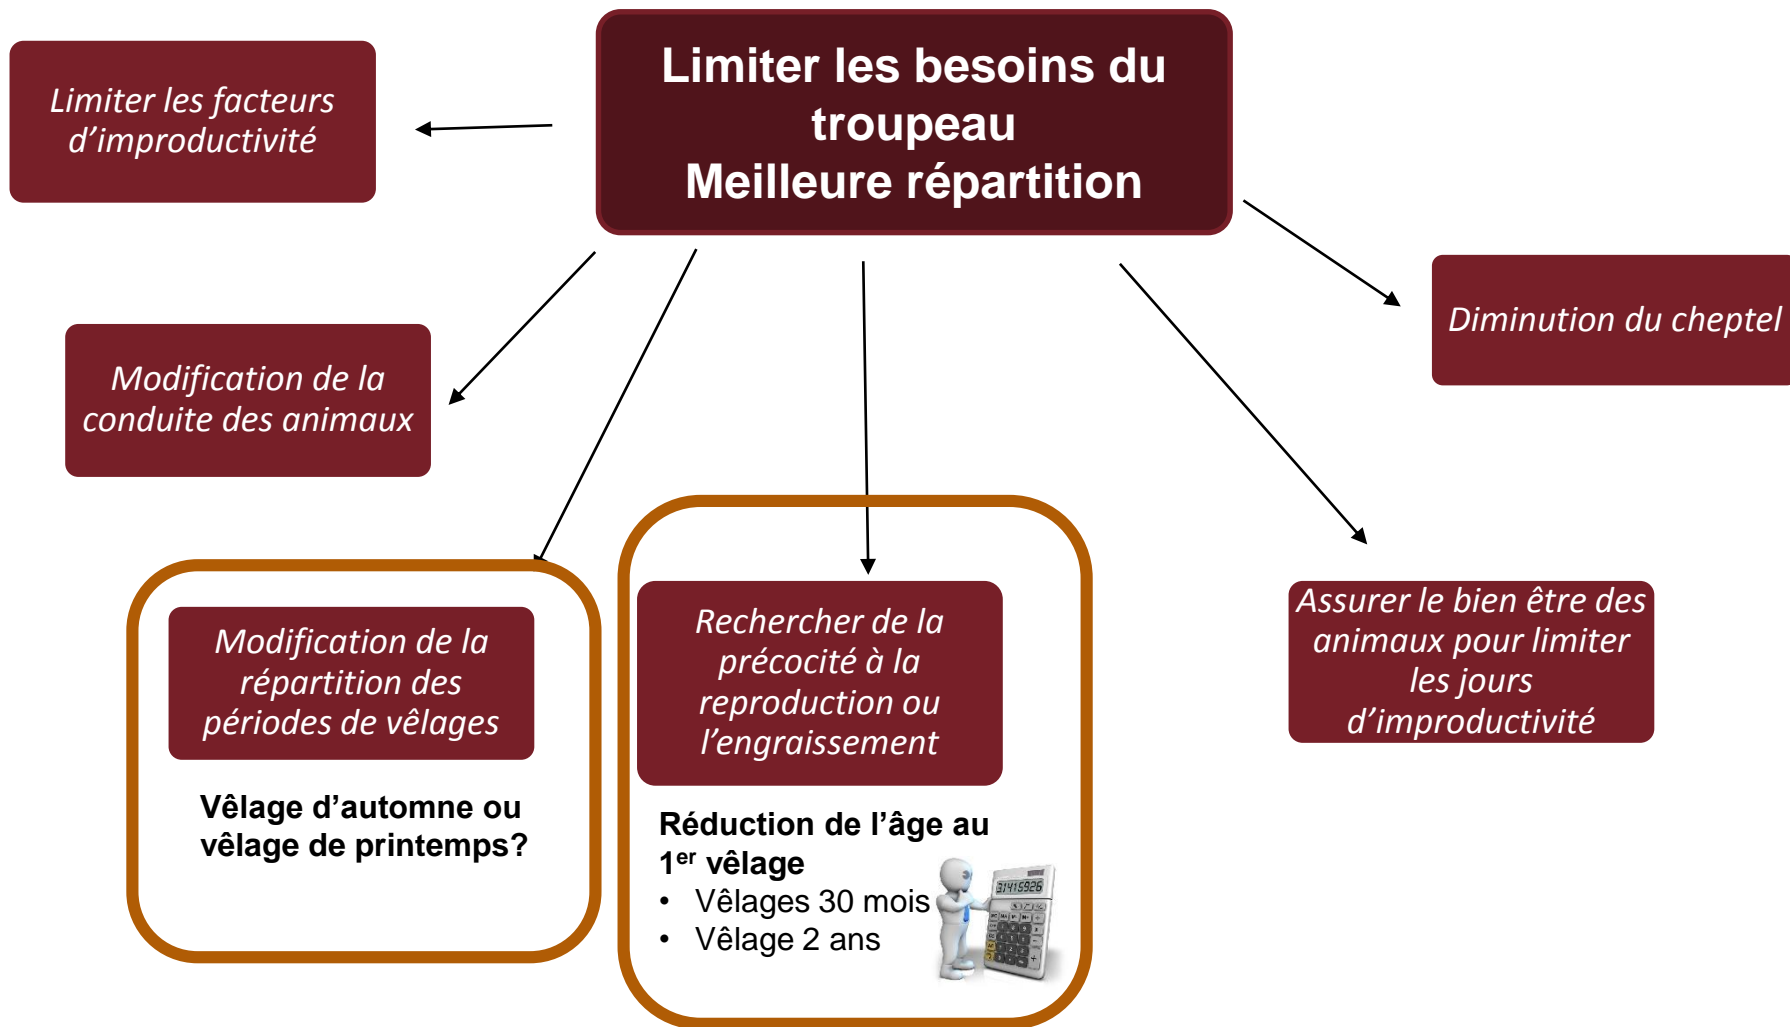 Limiter les besoins du
troupeau
Meilleure répartition
Limiter les facteurs
d’improductivité
Diminution du cheptel
Modification de la
conduite des animaux
Modification de la
répartition des
périodes de vêlages
Vêlage d’automne ou
vêlage de printemps?
Rechercher de la
précocité à la
reproduction ou
l’engraissement
Réduction de l’âge au
1er vêlage
• Vêlages 30 mois
• Vêlage 2 ans
31415926
Assurer le bien être des
animaux pour limiter
les jours
d’improductivité